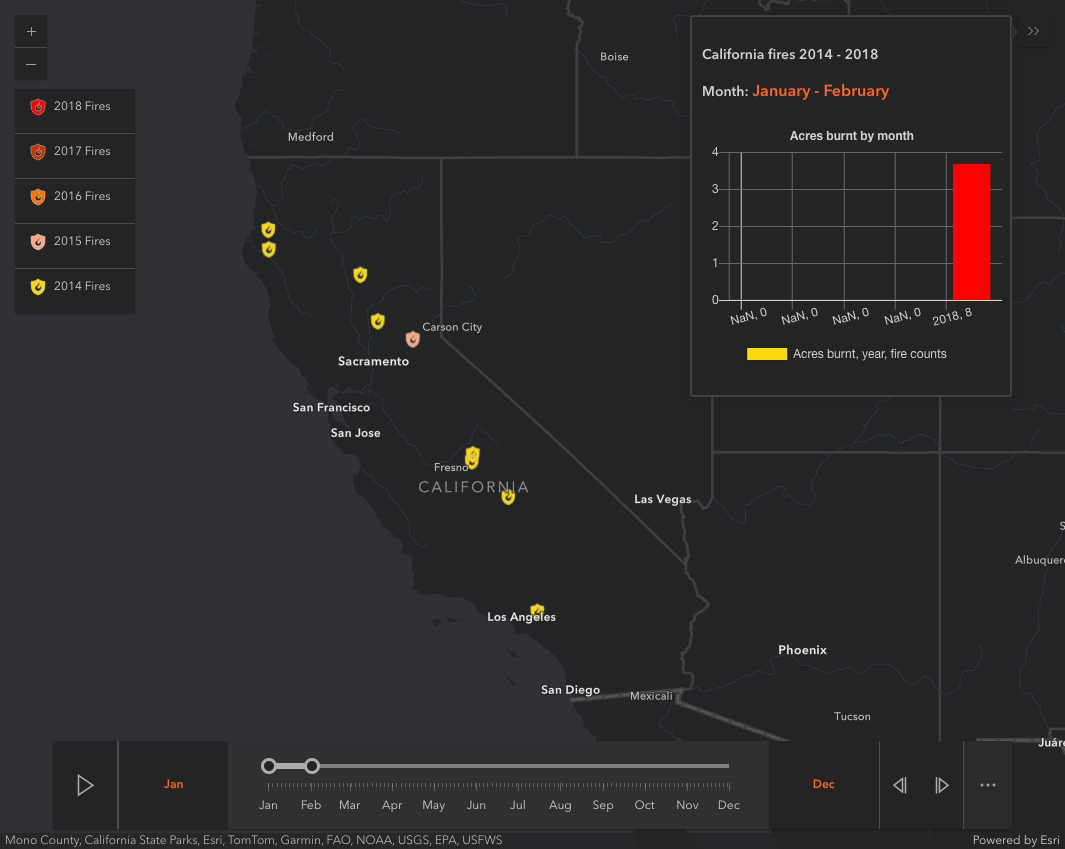 +
Boise
California fires 2014 - 2018
–
Month: January - February
2018 Fires
Medford
Acres burnt by month
2017 Fires
4
3
2
1
0
2016 Fires
2015 Fires
2014 Fires
NaN, 0
NaN, 0
NaN, 0
NaN, 0
2018, 8
Carson City
Acres burnt, year, fire counts
Sacramento
San Francisco
San Jose
Fresno
CALIFORNIA
Las Vegas
S
Albuquer
Los Angeles
Phoenix
San Diego
Mexicali
Tucson
Juáre
Jan
Dec
Jan Feb Mar Apr May Jun Jul Aug Sep Oct Nov Dec
Mono County, California State Parks, Esri, TomTom, Garmin, FAO, NOAA, USGS, EPA, USFWS
Powered by Esri